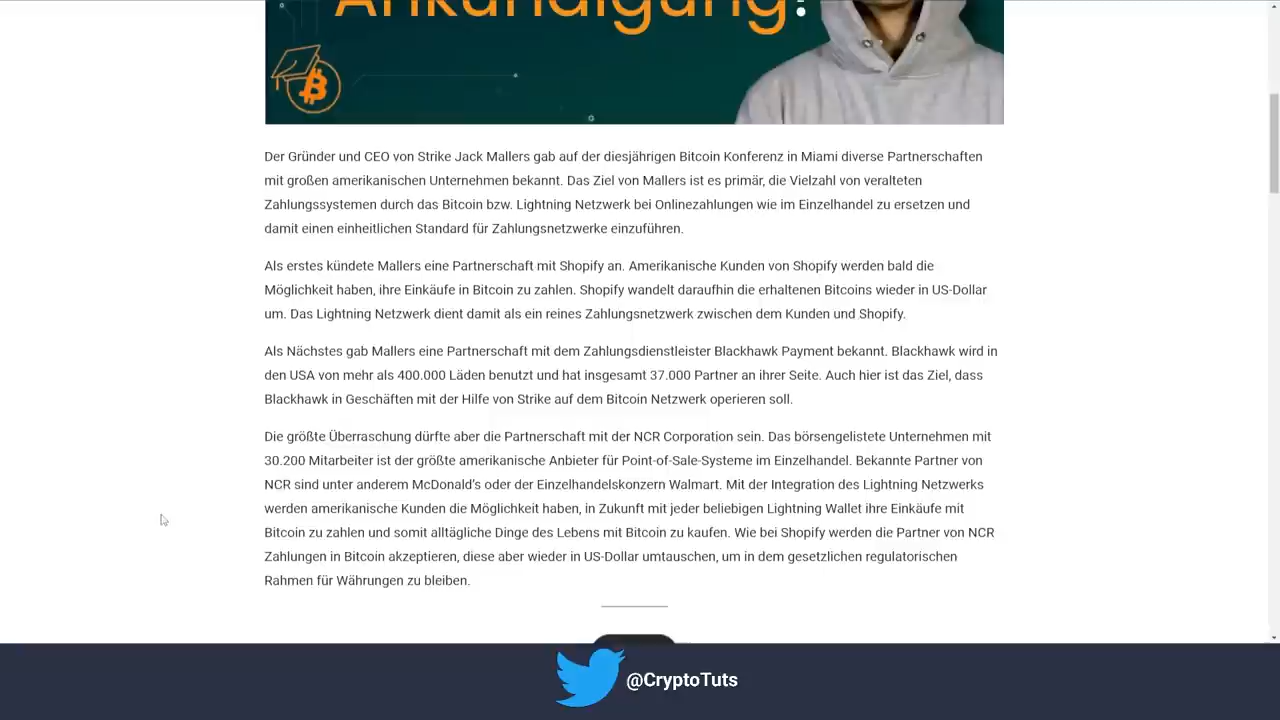 Ankündigung!
Der Gründer und CEO von Strike Jack Mallers gab auf der diesjährigen Bitcoin Konferenz in Miami diverse Partnerschaften
mit großen amerikanischen Unternehmen bekannt. Das Ziel von Mallers ist es primär, die Vielzahl von veralteten
Zahlungssystemen durch das Bitcoin bzw. Lightning Netzwerk bei Onlinezahlungen wie im Einzelhandel zu ersetzen und
damit einen einheitlichen Standard für Zahlungsnetzwerke einzuführen.
Als erstes kündete Mallers eine Partnerschaft mit Shopify an. Amerikanische Kunden von Shopify werden bald die
Möglichkeit haben, ihre Einkäufe in Bitcoin zu zahlen. Shopify wandelt daraufhin die erhaltenen Bitcoins wieder in US-Dollar
um. Das Lightning Netzwerk dient damit als ein reines Zahlungsnetzwerk zwischen dem Kunden und Shopify.
Als Nächstes gab Mallers eine Partnerschaft mit dem Zahlungsdienstleister Blackhawk Payment bekannt. Blackhawk wird in
den USA von mehr als 400.000 Läden benutzt und hat insgesamt 37.000 Partner an ihrer Seite. Auch hier ist das Ziel, dass
Blackhawk in Geschäften mit der Hilfe von Strike auf dem Bitcoin Netzwerk operieren soll.
Die größte Überraschung dürfte aber die Partnerschaft mit der NCR Corporation sein. Das börsengelistete Unternehmen mit
30.200 Mitarbeiter ist der größte amerikanische Anbieter für Point-of-Sale-Systeme im Einzelhandel. Bekannte Partner von
NCR sind unter anderem McDonald's oder der Einzelhandelskonzern Walmart. Mit der Integration des Lightning Netzwerks
werden amerikanische Kunden die Möglichkeit haben, in Zukunft mit jeder beliebigen Lightning Wallet ihre Einkäufe mit
Bitcoin zu zahlen und somit alltägliche Dinge des Lebens mit Bitcoin zu kaufen. Wie bei Shopify werden die Partner von NCR
Zahlungen in Bitcoin akzeptieren, diese aber wieder in US-Dollar umtauschen, um in dem gesetzlichen regulatorischen
Rahmen für Währungen zu bleiben.
@CryptoTuts